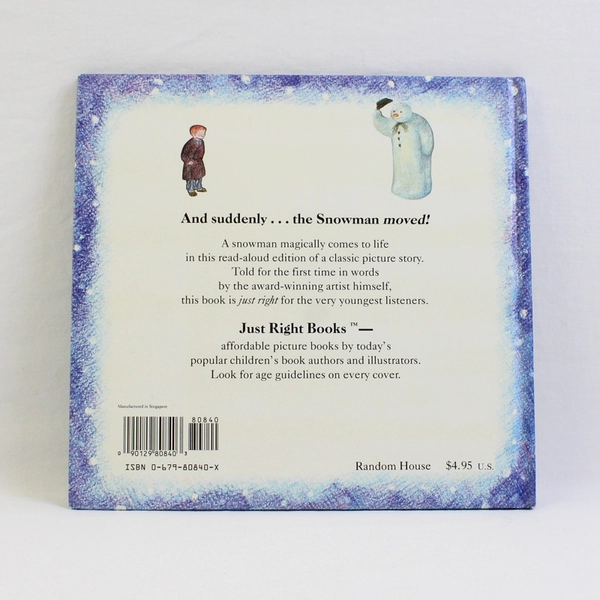 And suddenly . . . the Snowman moved!
A snowman magically comes to life
in this read-aloud edition of a classic picture story.
Told for the first time in words
by the award-winning artist himself,
this book is just right for the very youngest listeners.
Just Right Books ™—
affordable picture books by today's
popular children's book authors and illustrators.
Look for age guidelines on every cover.
Manufactured in Singapore
80840
0 90129 80840 3
ISBN 0-679-80840-X
Random House $4.95 U.S.